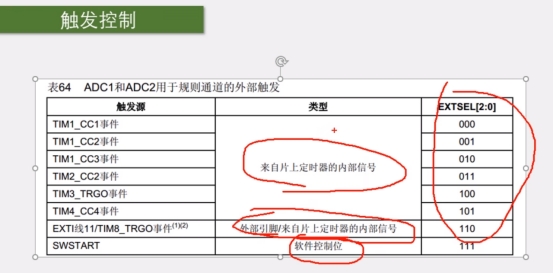 触发控制
表64 ADC1和ADC2用于规则通道的外部触发
触发源 类型 EXTSEL[2:0]
TIM1_CC1事件 000
TIM1_CC2事件 001
TIM1_CC3事件 010
来自片上定时器的内部信号
TIM2_CC2事件 011
TIM3_TRGO事件 100
TIM4_CC4事件 101
EXTI线11/TIM8_TRGO事件(1)(2) 外部引脚/来自片上定时器的内部信号 110
SWSTART 软件控制位 111